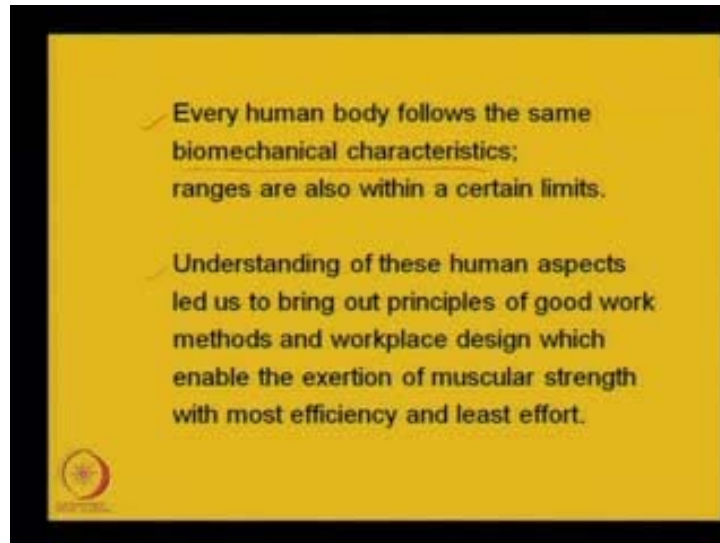 Every human body follows the same
biomechanical characteristics;
ranges are also within a certain limits.
Understanding of these human aspects
led us to bring out principles of good work
methods and workplace design which
enable the exertion of muscular strength
with most efficiency and least effort.
NPTEL